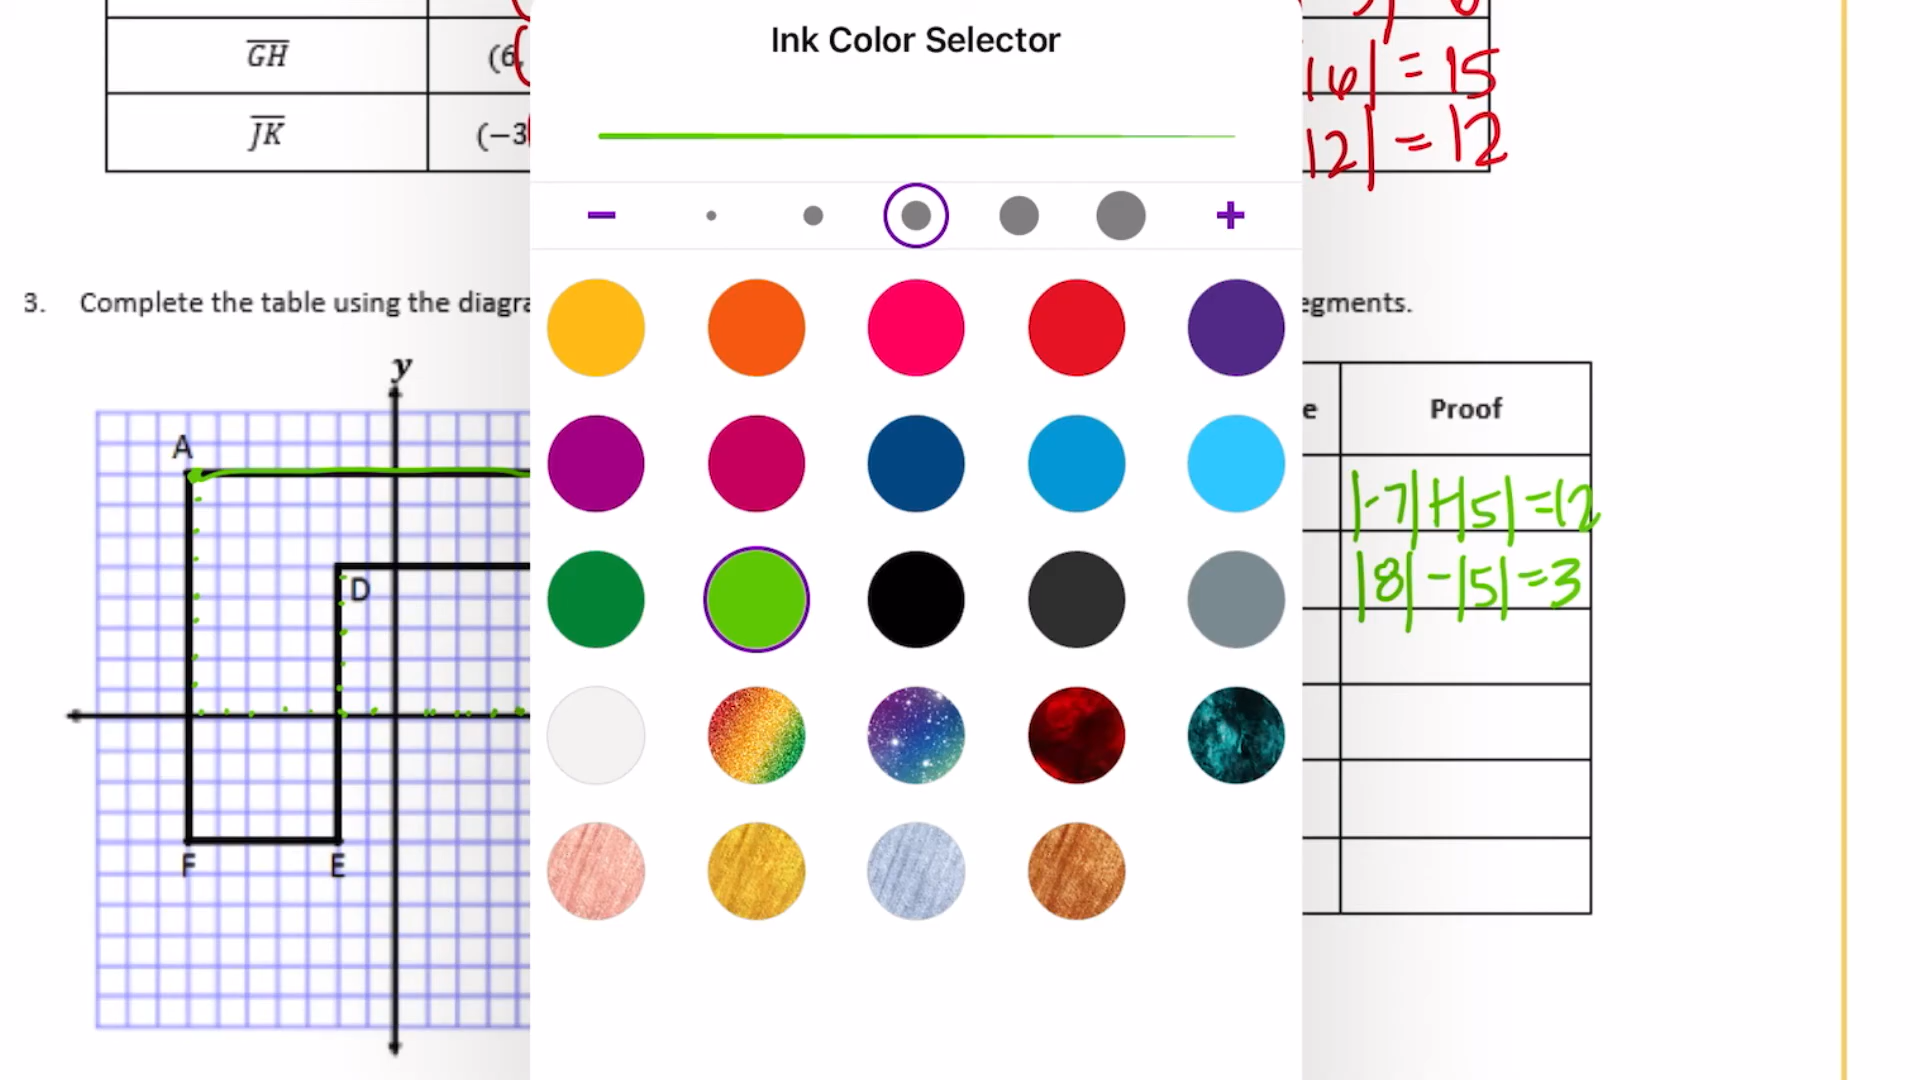 Ink Color Selector
GH
(6,
|6| = 15
JK
(−3
12| = 12
3. Complete the table using the diagra
egments.
y
e
Proof
A
|-7|+|5|=12
D
|8|-|5|=3
F
E